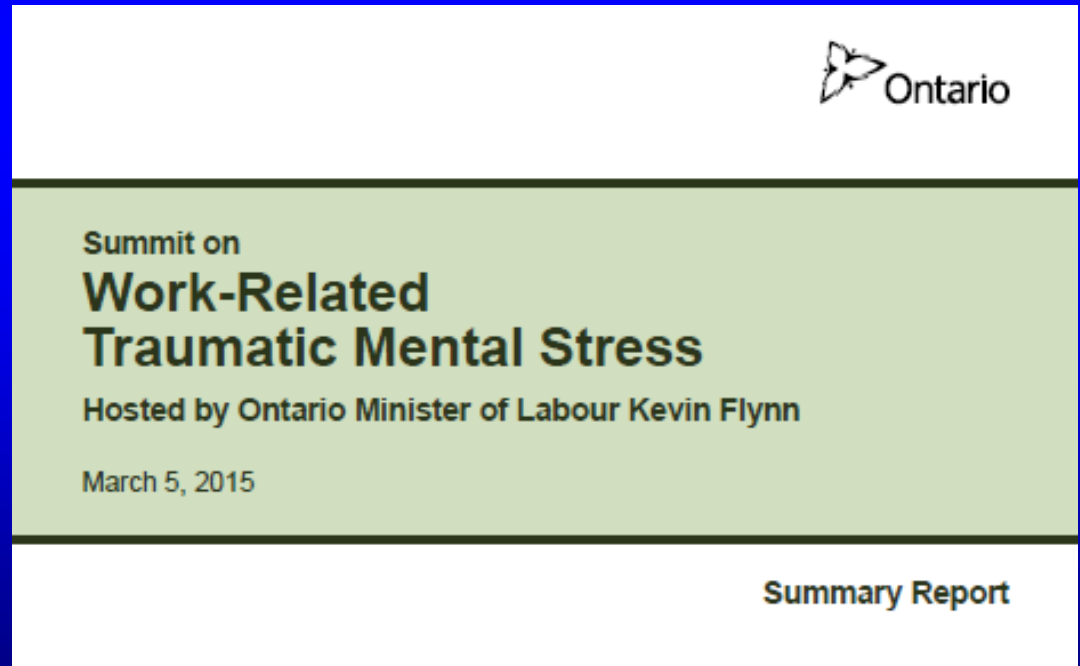 Ontario
Summit on
Work-Related
Traumatic Mental Stress
Hosted by Ontario Minister of Labour Kevin Flynn
March 5, 2015
Summary Report